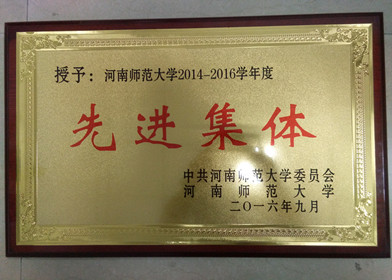 授予：河南师范大学2014-2016学年度
先进集体
中共河南师范大学委员会
河南师范大学
二〇一六年九月